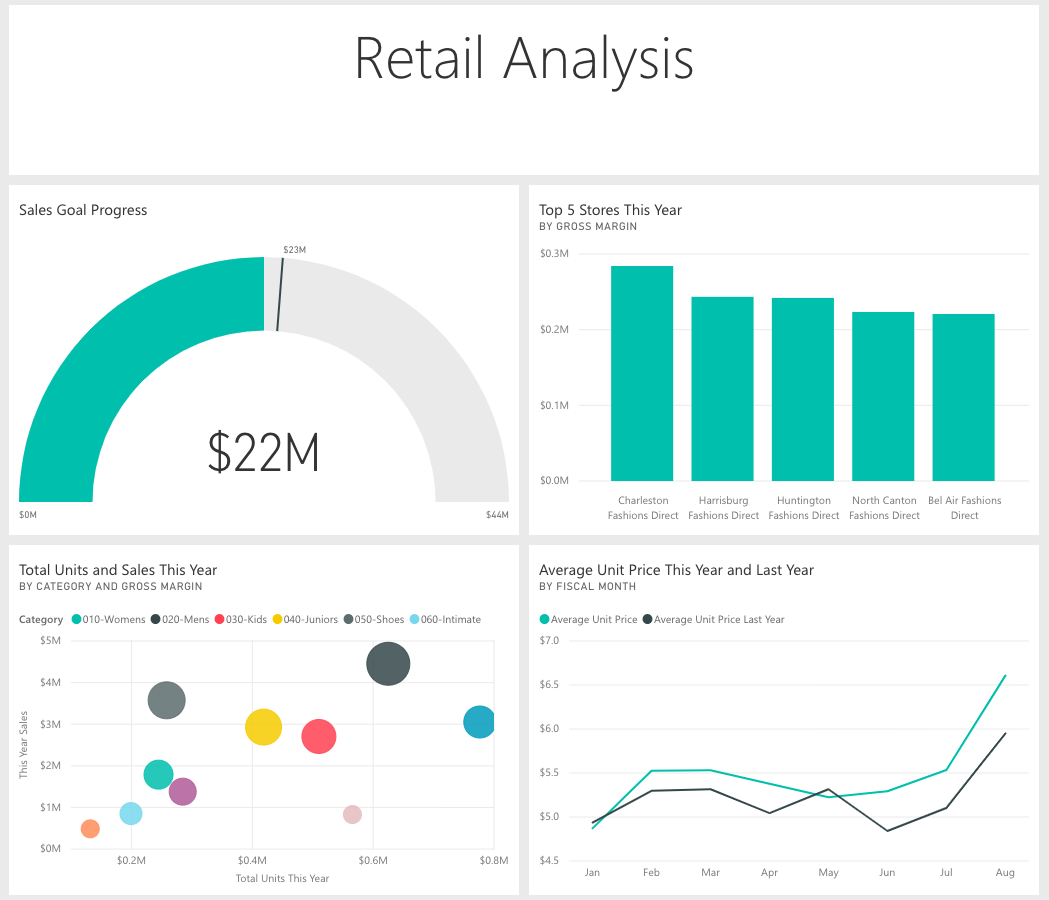 Retail Analysis
Sales Goal Progress
$23M
$22M
$0M
$44M
Top 5 Stores This Year
BY GROSS MARGIN
$0.3M
$0.2M
$0.1M
$0.0M
Charleston Fashions Direct
Harrisburg Fashions Direct
Huntington Fashions Direct
North Canton Fashions Direct
Bel Air Fashions Direct
Total Units and Sales This Year
BY CATEGORY AND GROSS MARGIN
Category 010-Womens 020-Mens 030-Kids 040-Juniors 050-Shoes 060-Intimate
$5M
$4M
$3M
$2M
$1M
$0M
This Year Sales
$0.2M $0.4M $0.6M $0.8M
Total Units This Year
Average Unit Price This Year and Last Year
BY FISCAL MONTH
Average Unit Price Average Unit Price Last Year
$7.0
$6.5
$6.0
$5.5
$5.0
$4.5
Jan Feb Mar Apr May Jun Jul Aug